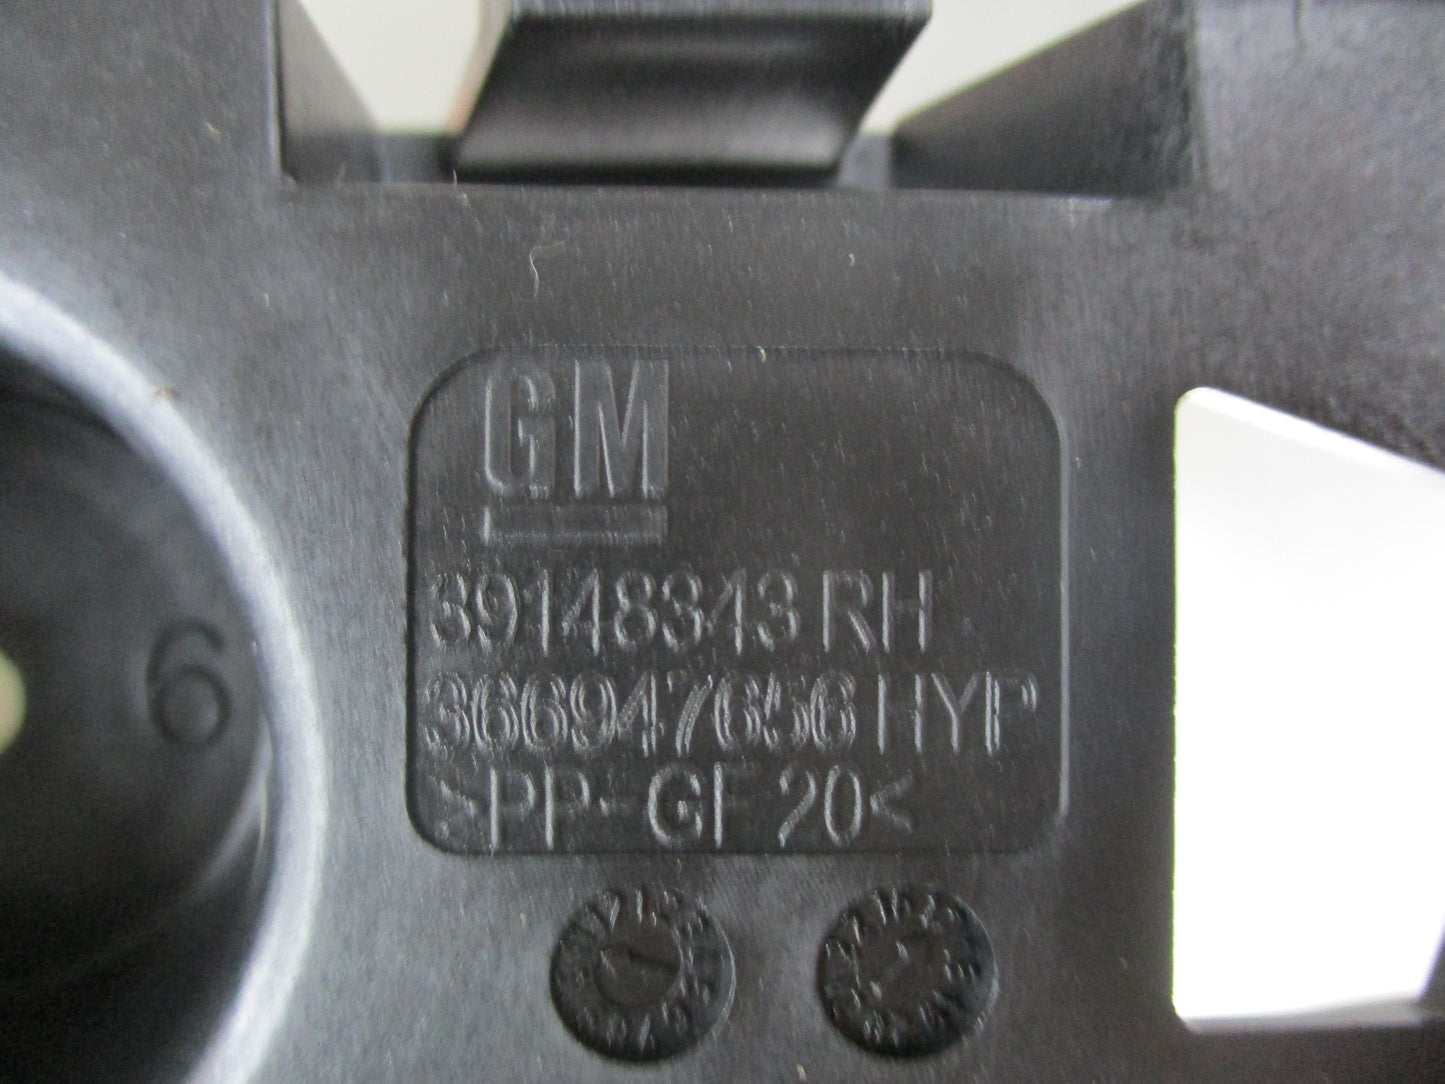 GM
39148343 RH
366947656 HYP
>PP-GF 20<
6